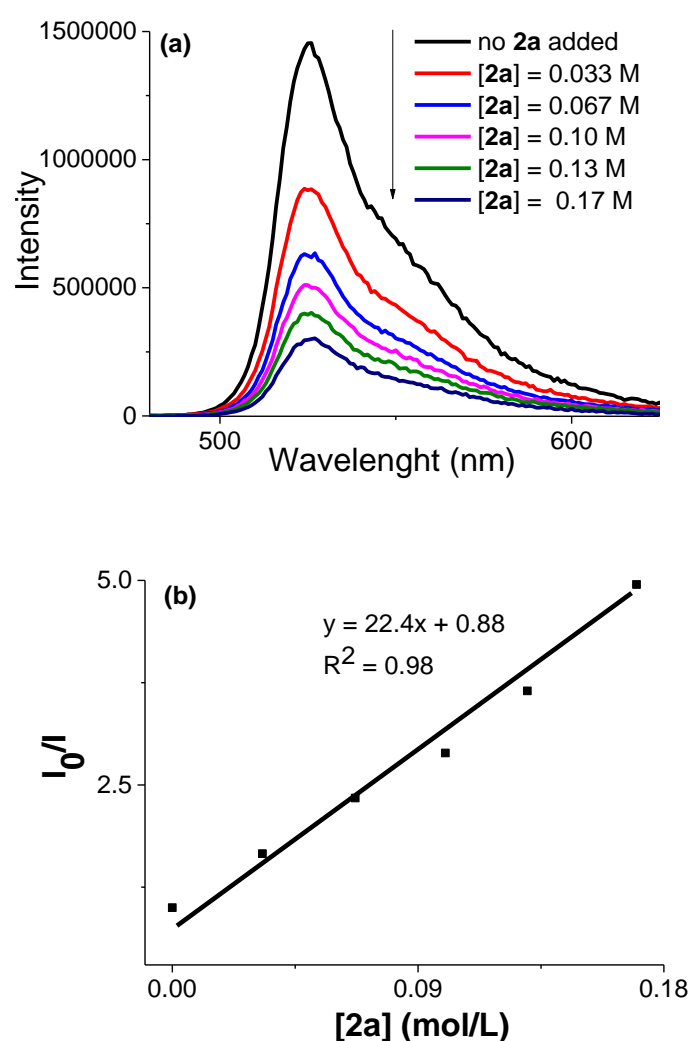 (a)
no 2a added
[2a] = 0.033 M
[2a] = 0.067 M
[2a] = 0.10 M
[2a] = 0.13 M
[2a] = 0.17 M
1500000
1000000
500000
0
Intensity
500
600
Wavelenght (nm)
(b)
y = 22.4x + 0.88
R² = 0.98
5.0
2.5
I₀/I
0.00
0.09
0.18
[2a] (mol/L)